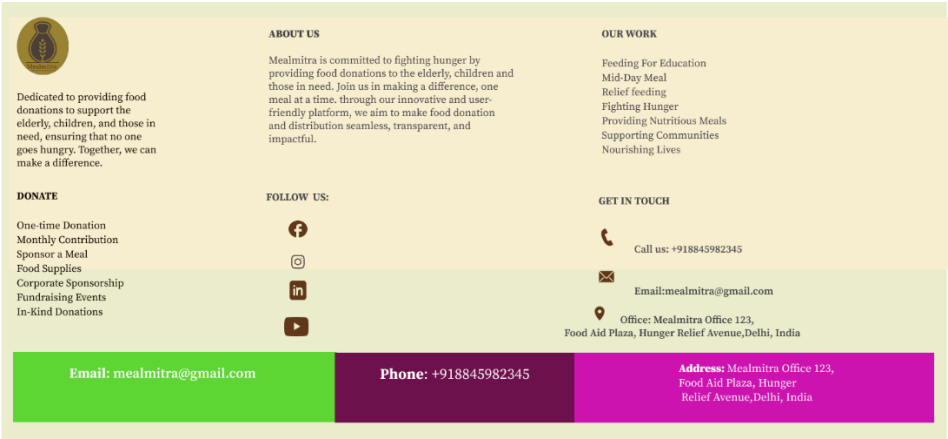 Mealmitra
Dedicated to providing food
donations to support the
elderly, children, and those in
need, ensuring that no one
goes hungry. Together, we can
make a difference.
ABOUT US
Mealmitra is committed to fighting hunger by
providing food donations to the elderly, children and
those in need. Join us in making a difference, one
meal at a time. through our innovative and user-
friendly platform, we aim to make food donation
and distribution seamless, transparent, and
impactful.
OUR WORK
Feeding For Education
Mid-Day Meal
Relief feeding
Fighting Hunger
Providing Nutritious Meals
Supporting Communities
Nourishing Lives
DONATE
One-time Donation
Monthly Contribution
Sponsor a Meal
Food Supplies
Corporate Sponsorship
Fundraising Events
In-Kind Donations
FOLLOW US:
in
GET IN TOUCH
Call us: +918845982345
Email:mealmitra@gmail.com
Office: Mealmitra Office 123,
Food Aid Plaza, Hunger Relief Avenue,Delhi, India
Email: mealmitra@gmail.com
Phone: +918845982345
Address: Mealmitra Office 123,
Food Aid Plaza, Hunger
Relief Avenue,Delhi, India